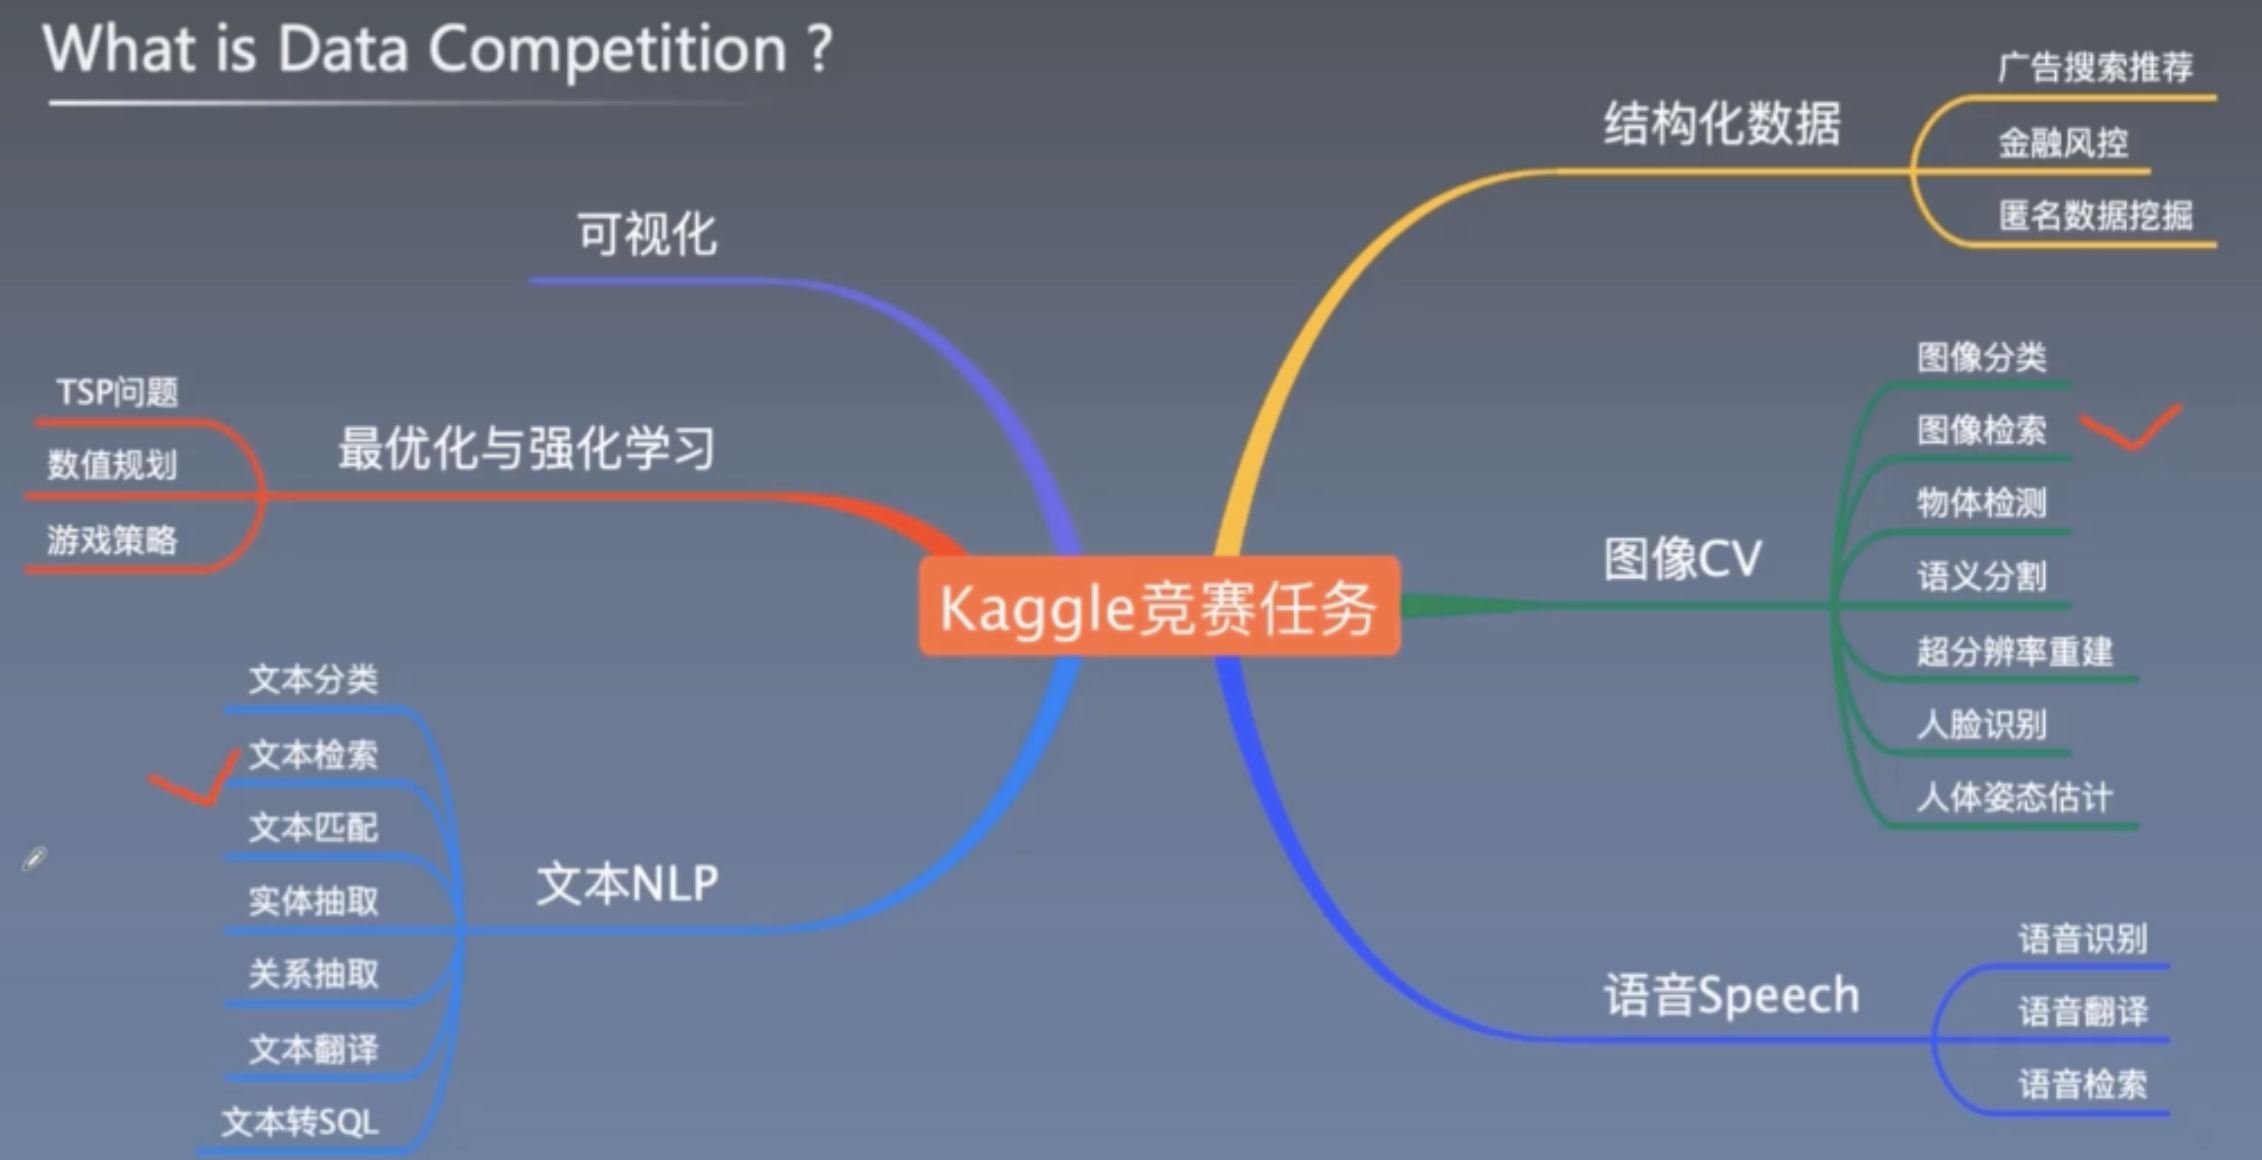 What is Data Competition ?
Kaggle竞赛任务
结构化数据
广告搜索推荐
金融风控
匿名数据挖掘
图像CV
图像分类
图像检索
物体检测
语义分割
超分辨率重建
人脸识别
人体姿态估计
语音Speech
语音识别
语音翻译
语音检索
可视化
最优化与强化学习
TSP问题
数值规划
游戏策略
文本NLP
文本分类
文本检索
文本匹配
实体抽取
关系抽取
文本翻译
文本转SQL